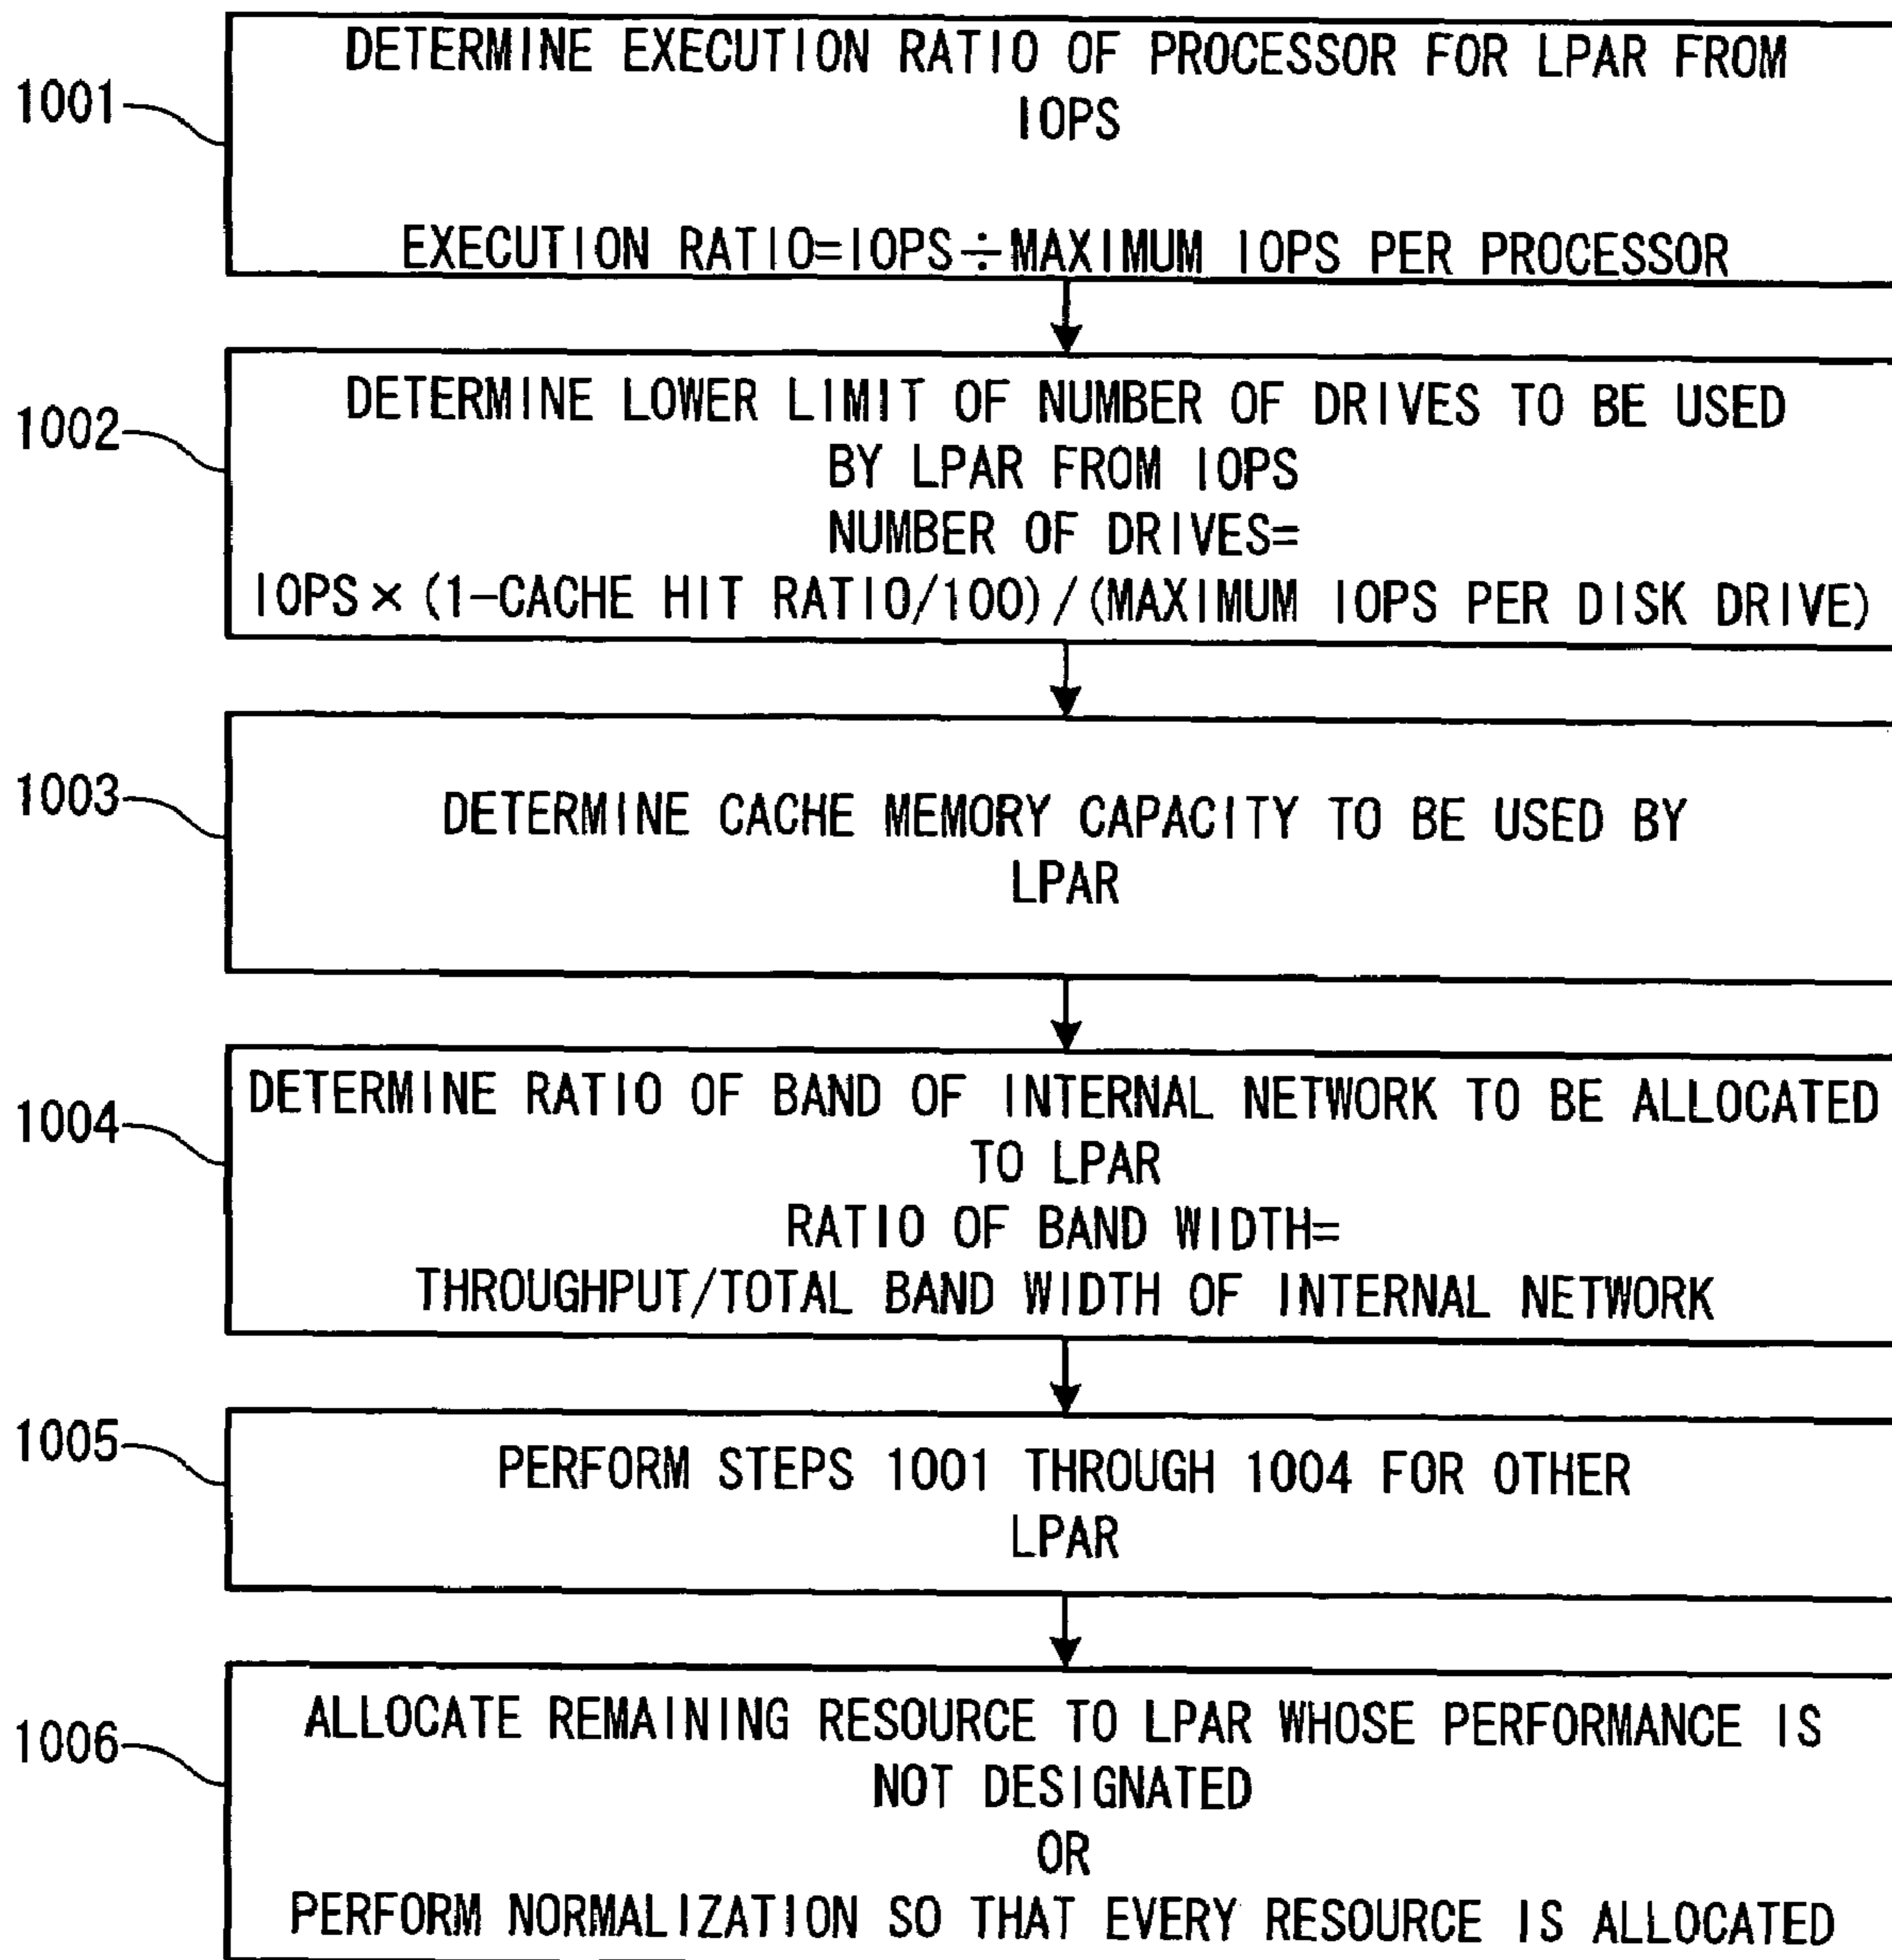 1001
DETERMINE EXECUTION RATIO OF PROCESSOR FOR LPAR FROM
IOPS
EXECUTION RATIO=IOPS÷MAXIMUM IOPS PER PROCESSOR
1002
DETERMINE LOWER LIMIT OF NUMBER OF DRIVES TO BE USED
BY LPAR FROM IOPS
NUMBER OF DRIVES=
IOPS×(1-CACHE HIT RATIO/100)/(MAXIMUM IOPS PER DISK DRIVE)
1003
DETERMINE CACHE MEMORY CAPACITY TO BE USED BY
LPAR
1004
DETERMINE RATIO OF BAND OF INTERNAL NETWORK TO BE ALLOCATED
TO LPAR
RATIO OF BAND WIDTH=
THROUGHPUT/TOTAL BAND WIDTH OF INTERNAL NETWORK
1005
PERFORM STEPS 1001 THROUGH 1004 FOR OTHER
LPAR
1006
ALLOCATE REMAINING RESOURCE TO LPAR WHOSE PERFORMANCE IS
NOT DESIGNATED
OR
PERFORM NORMALIZATION SO THAT EVERY RESOURCE IS ALLOCATED